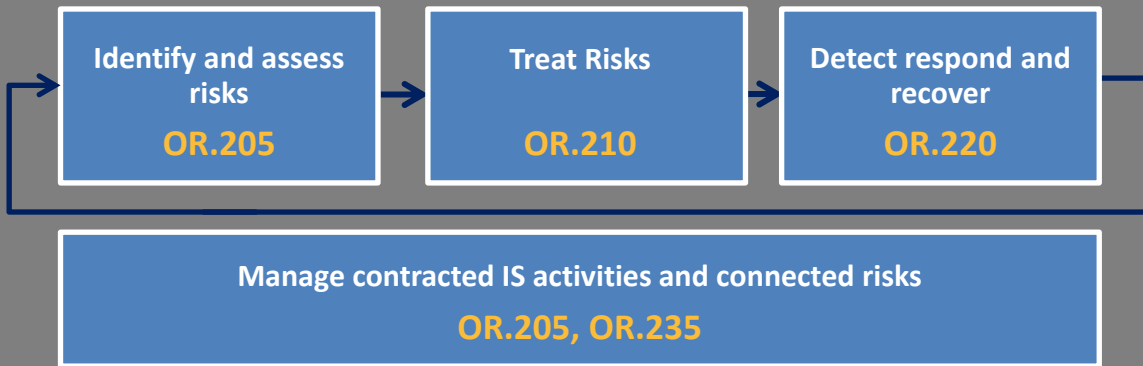 Identify and assess
risks
OR.205
Treat Risks
OR.210
Detect respond and
recover
OR.220
Manage contracted IS activities and connected risks
OR.205, OR.235